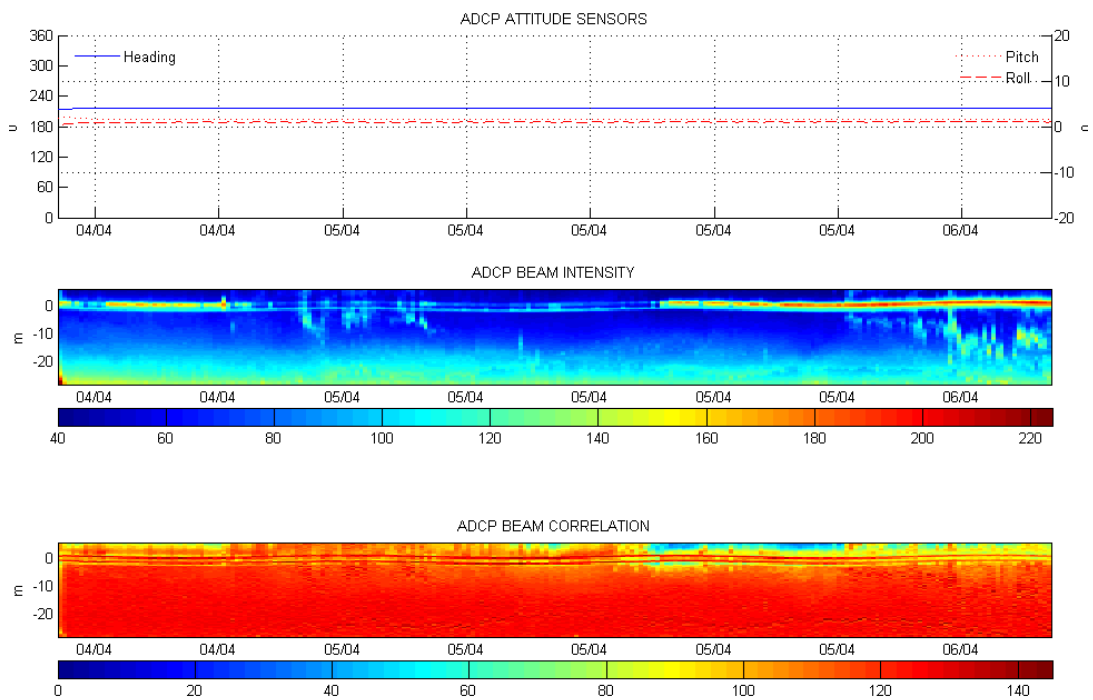 ADCP ATTITUDE SENSORS
360
300
240
180
120
60
0
u
Heading
Pitch
Roll
20
10
0
-10
-20
u
04/04 04/04 05/04 05/04 05/04 05/04 05/04 06/04
ADCP BEAM INTENSITY
0
-10
-20
m
04/04 04/04 05/04 05/04 05/04 05/04 05/04 06/04
40 60 80 100 120 140 160 180 200 220
ADCP BEAM CORRELATION
0
-10
-20
m
04/04 04/04 05/04 05/04 05/04 05/04 05/04 06/04
0 20 40 60 80 100 120 140